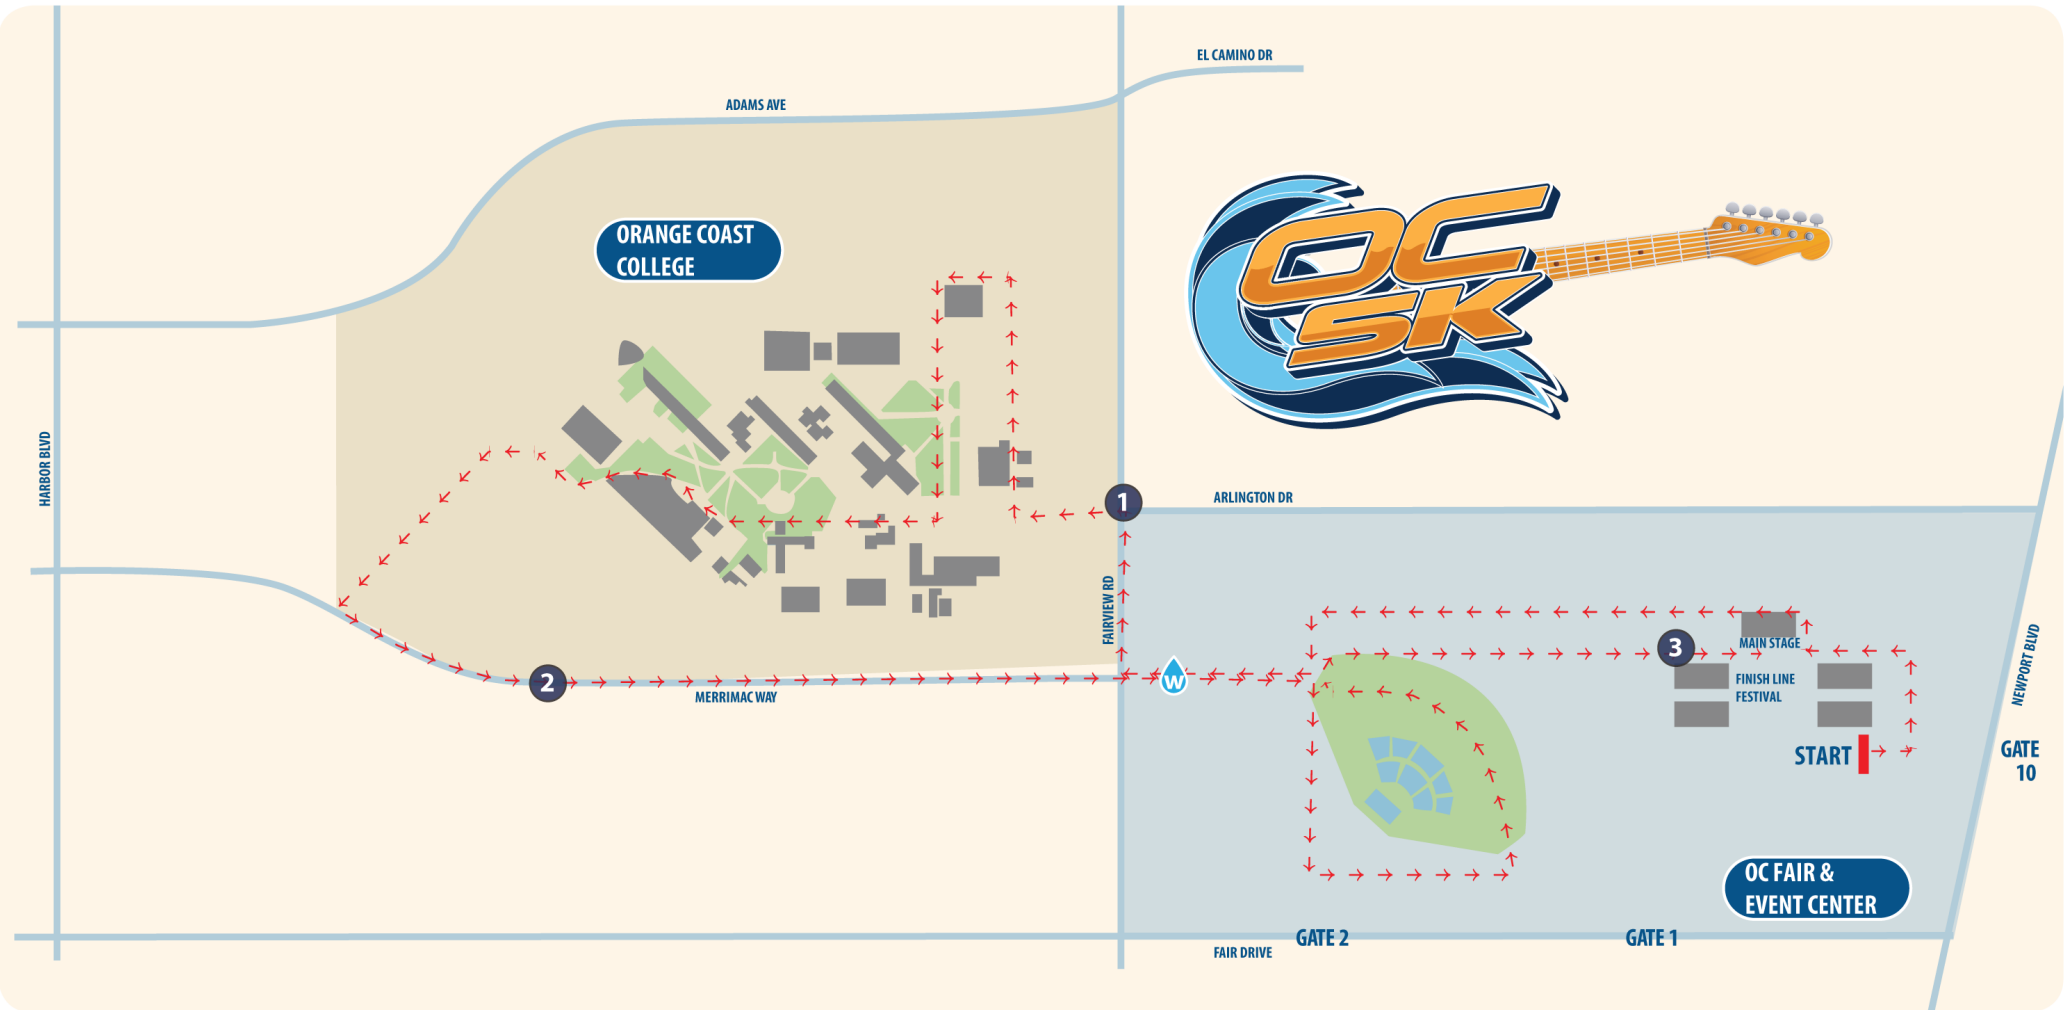 EL CAMINO DR
ADAMS AVE
ORANGE COAST
COLLEGE
OC
SK
HARBOR BLVD
1
ARLINGTON DR
FAIRVIEW RD
MAIN STAGE
3
FINISH LINE
FESTIVAL
NEWPORT BLVD
2
W
MERRIMAC WAY
START
GATE
10
OC FAIR &
EVENT CENTER
GATE 2
GATE 1
FAIR DRIVE